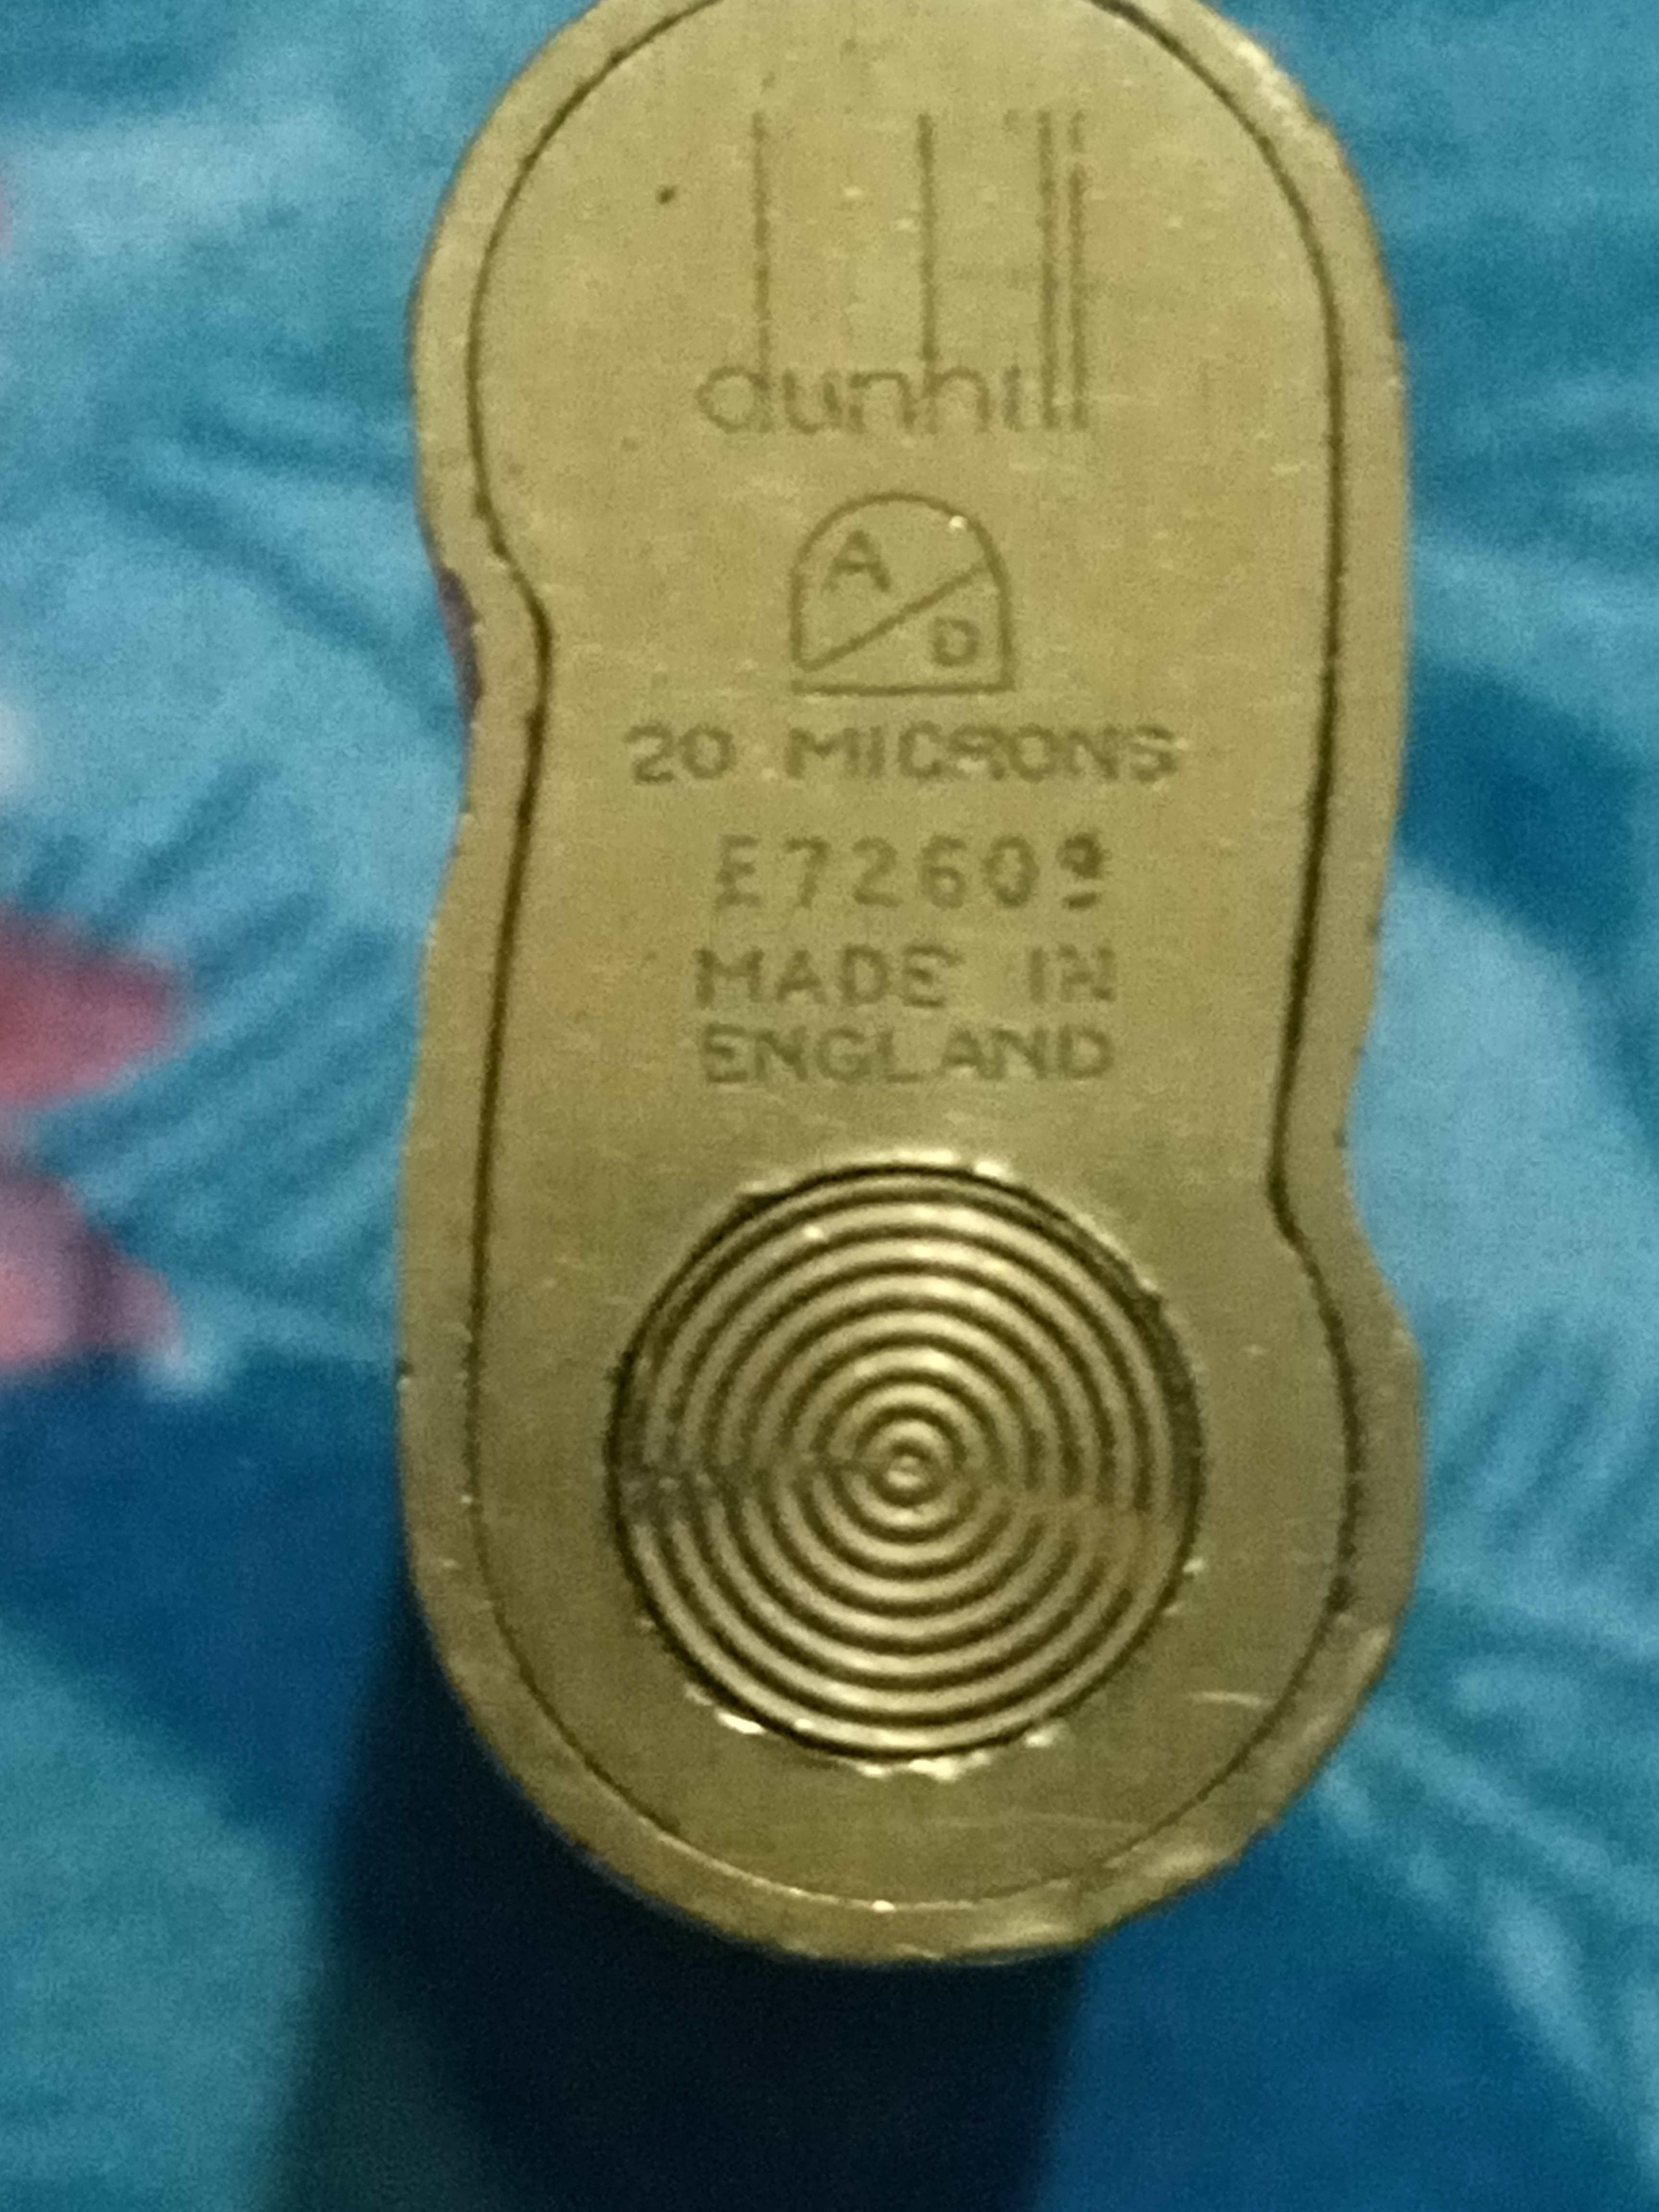 dunhill
A
D
20 MICRONS
E72609
MADE IN
ENGLAND